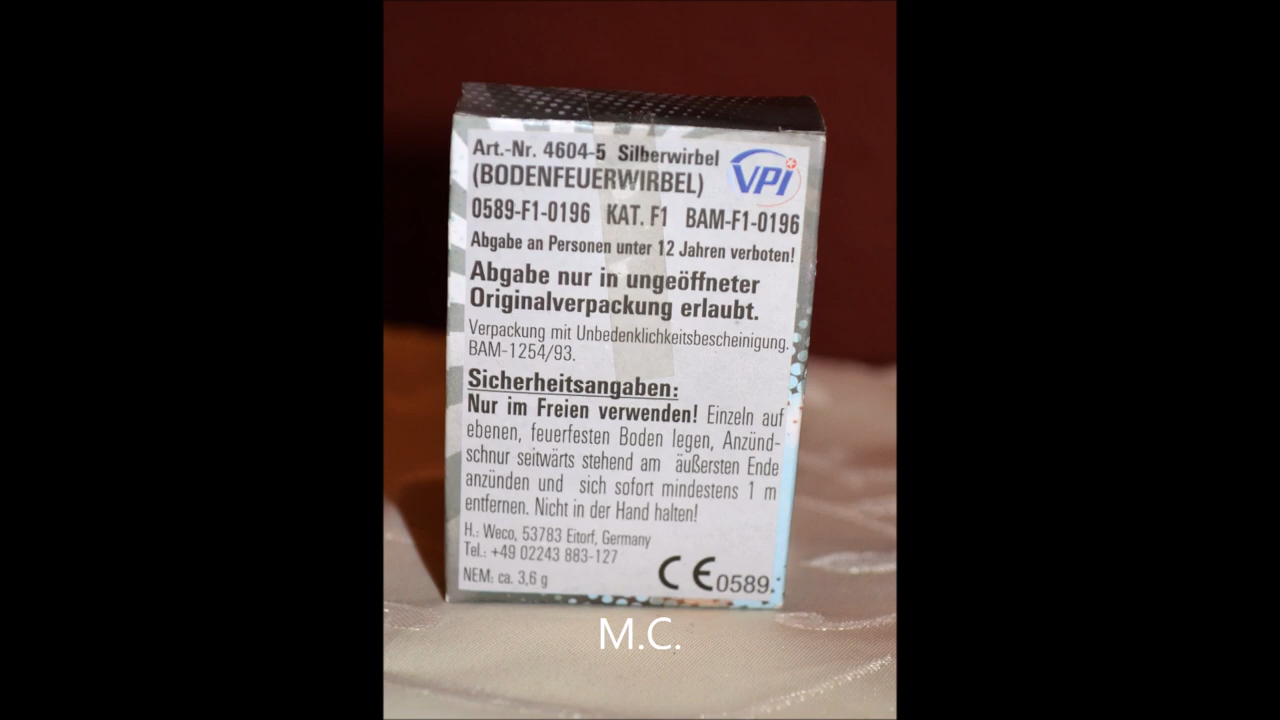 Art.-Nr. 4604-5 Silberwirbel
(BODENFEUERWIRBEL)
VPI
0589-F1-0196 KAT. F1 BAM-F1-0196
Abgabe an Personen unter 12 Jahren verboten!
Abgabe nur in ungeöffneter
Originalverpackung erlaubt.
Verpackung mit Unbedenklichkeitsbescheinigung.
BAM-1254/93.
Sicherheitsangaben:
Nur im Freien verwenden! Einzeln auf
ebenen, feuerfesten Boden legen, Anzünd-
schnur seitwärts stehend am äußersten Ende
anzünden und sich sofort mindestens 1 m
entfernen. Nicht in der Hand halten!
H.: Weco, 53783 Eitorf, Germany
Tel.: +49 02243 883-127
NEM: ca. 3,6 g
CE 0589
M.C.